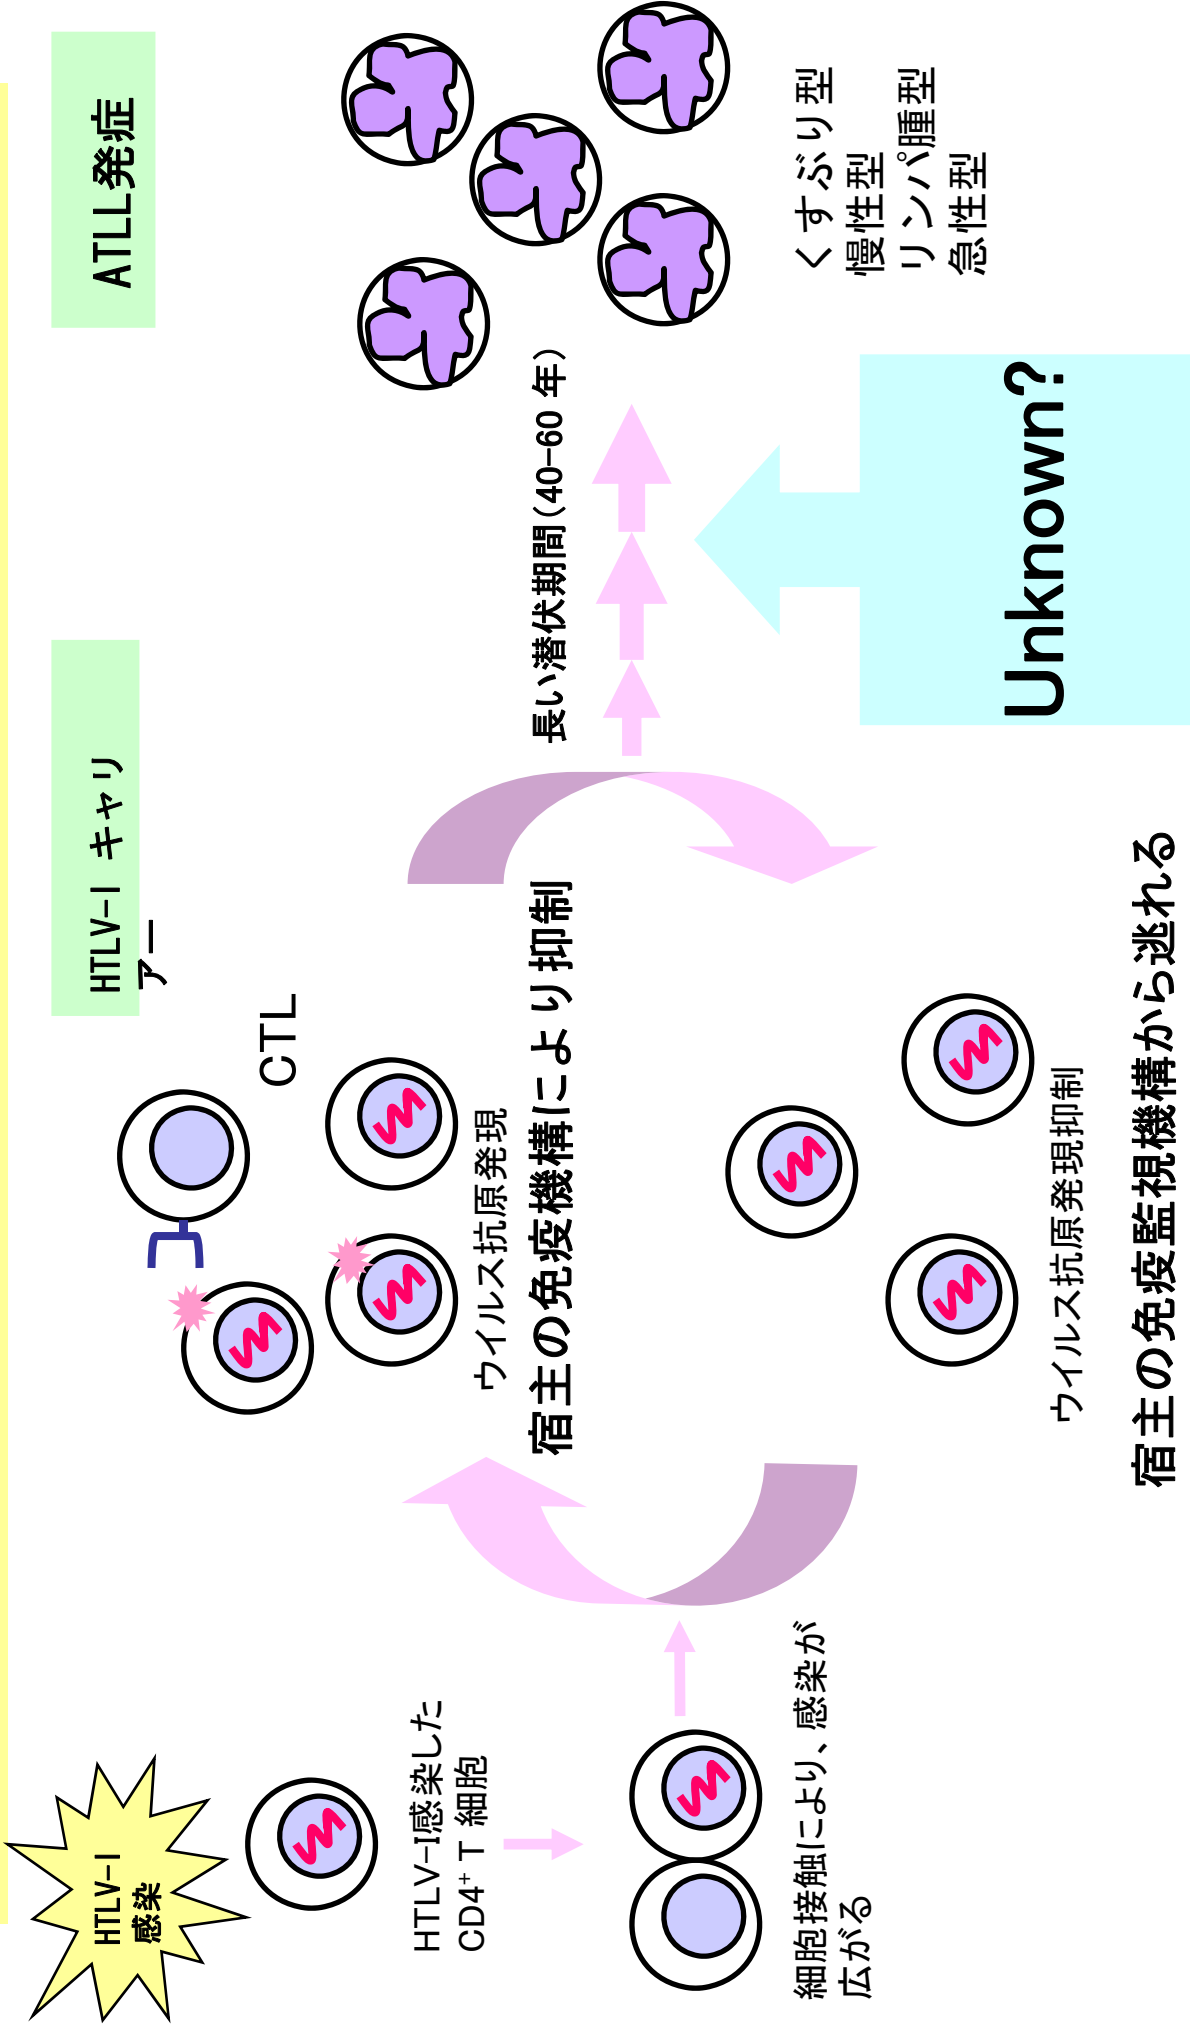 HTLV-I
感染
HTLV-I感染した
CD4+ T 細胞
細胞接触により、感染が
広がる
HTLV-I キャリ
アー
CTL
ウイルス抗原発現
宿主の免疫機構により抑制
ウイルス抗原発現抑制
宿主の免疫監視機構から逃れる
長い潜伏期間(40-60 年)
Unknown?
ATLL発症
くすぶり型
慢性型
リンパ腫型
急性型